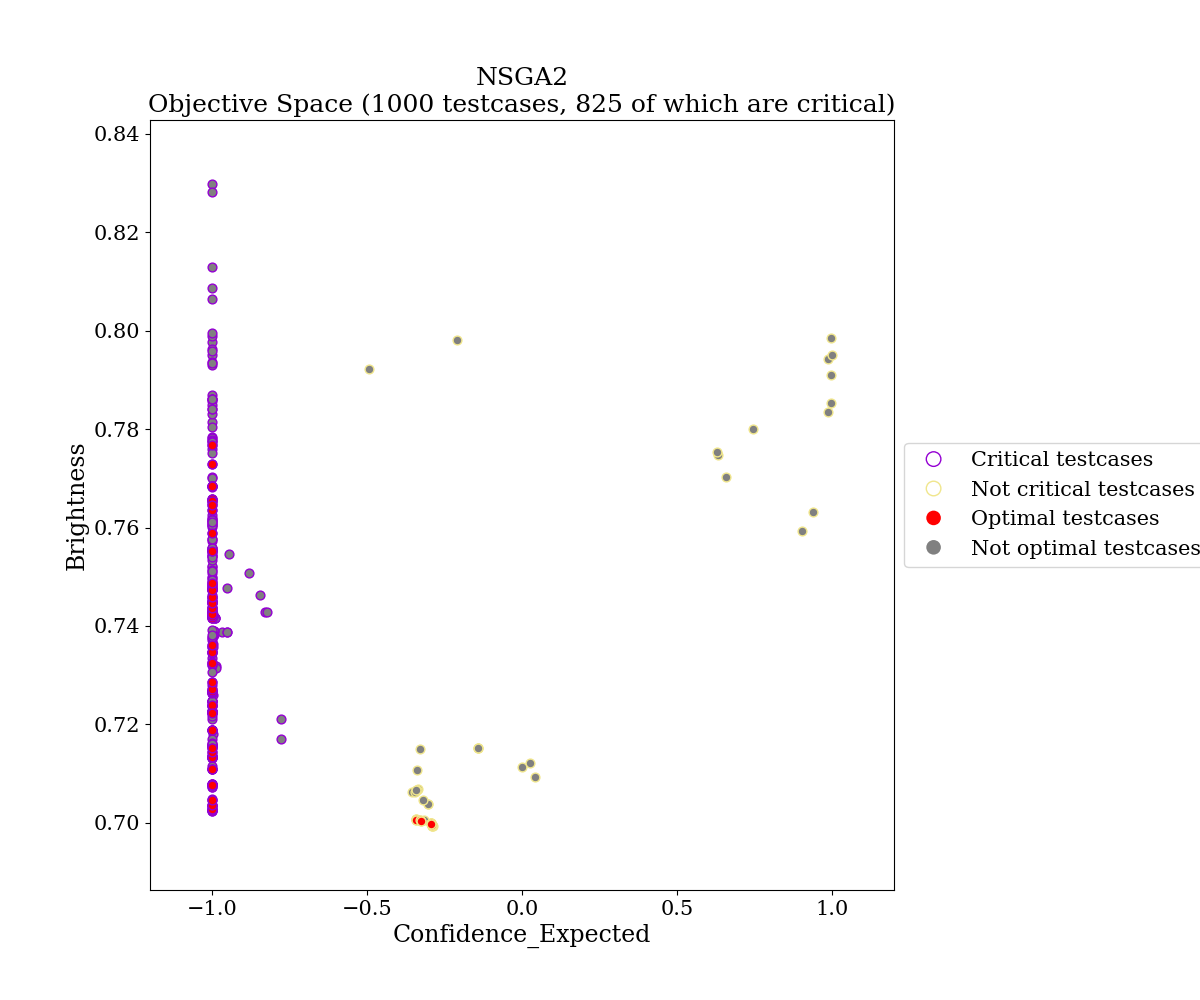 NSGA2
Objective Space (1000 testcases, 825 of which are critical)
0.84
0.82
0.80
0.78
0.76
0.74
0.72
0.70
Brightness
−1.0
−0.5
0.0
0.5
1.0
Confidence_Expected
Critical testcases
Not critical testcases
Optimal testcases
Not optimal testcases